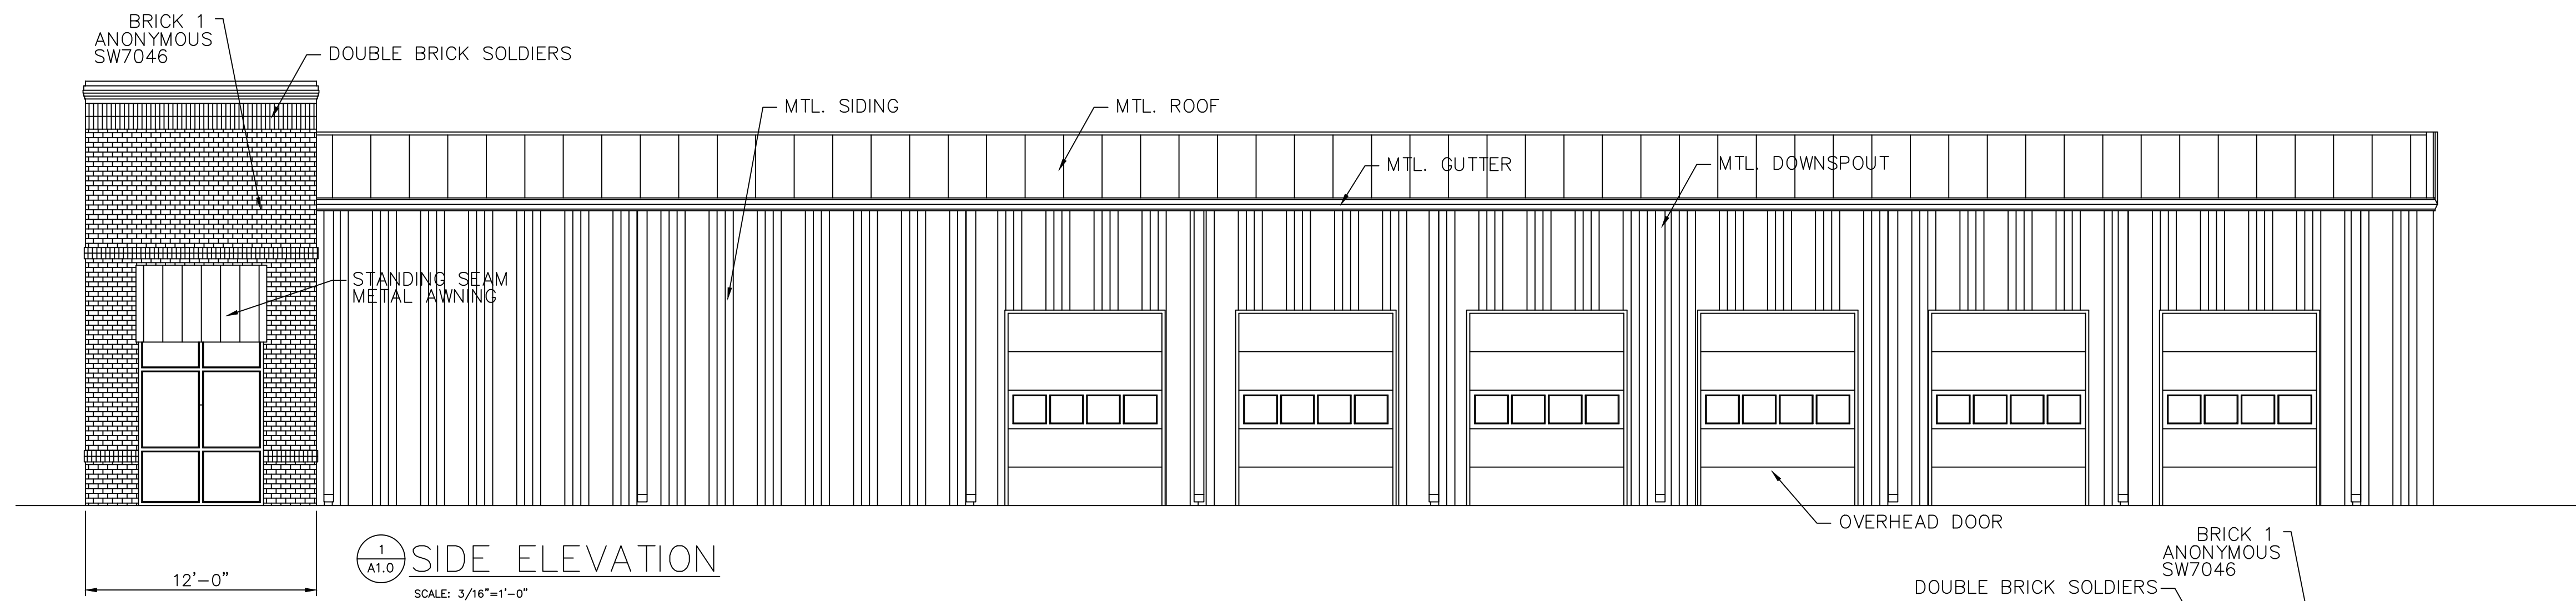 BRICK 1
ANONYMOUS
SW7046
DOUBLE BRICK SOLDIERS
MTL. SIDING
MTL. ROOF
MTL. GUTTER
MTL. DOWNSPOUT
STANDING SEAM
METAL AWNING
OVERHEAD DOOR
12'-0"
1
A1.0
SIDE ELEVATION
SCALE: 3/16"=1'-0"
BRICK 1
ANONYMOUS
SW7046
DOUBLE BRICK SOLDIERS